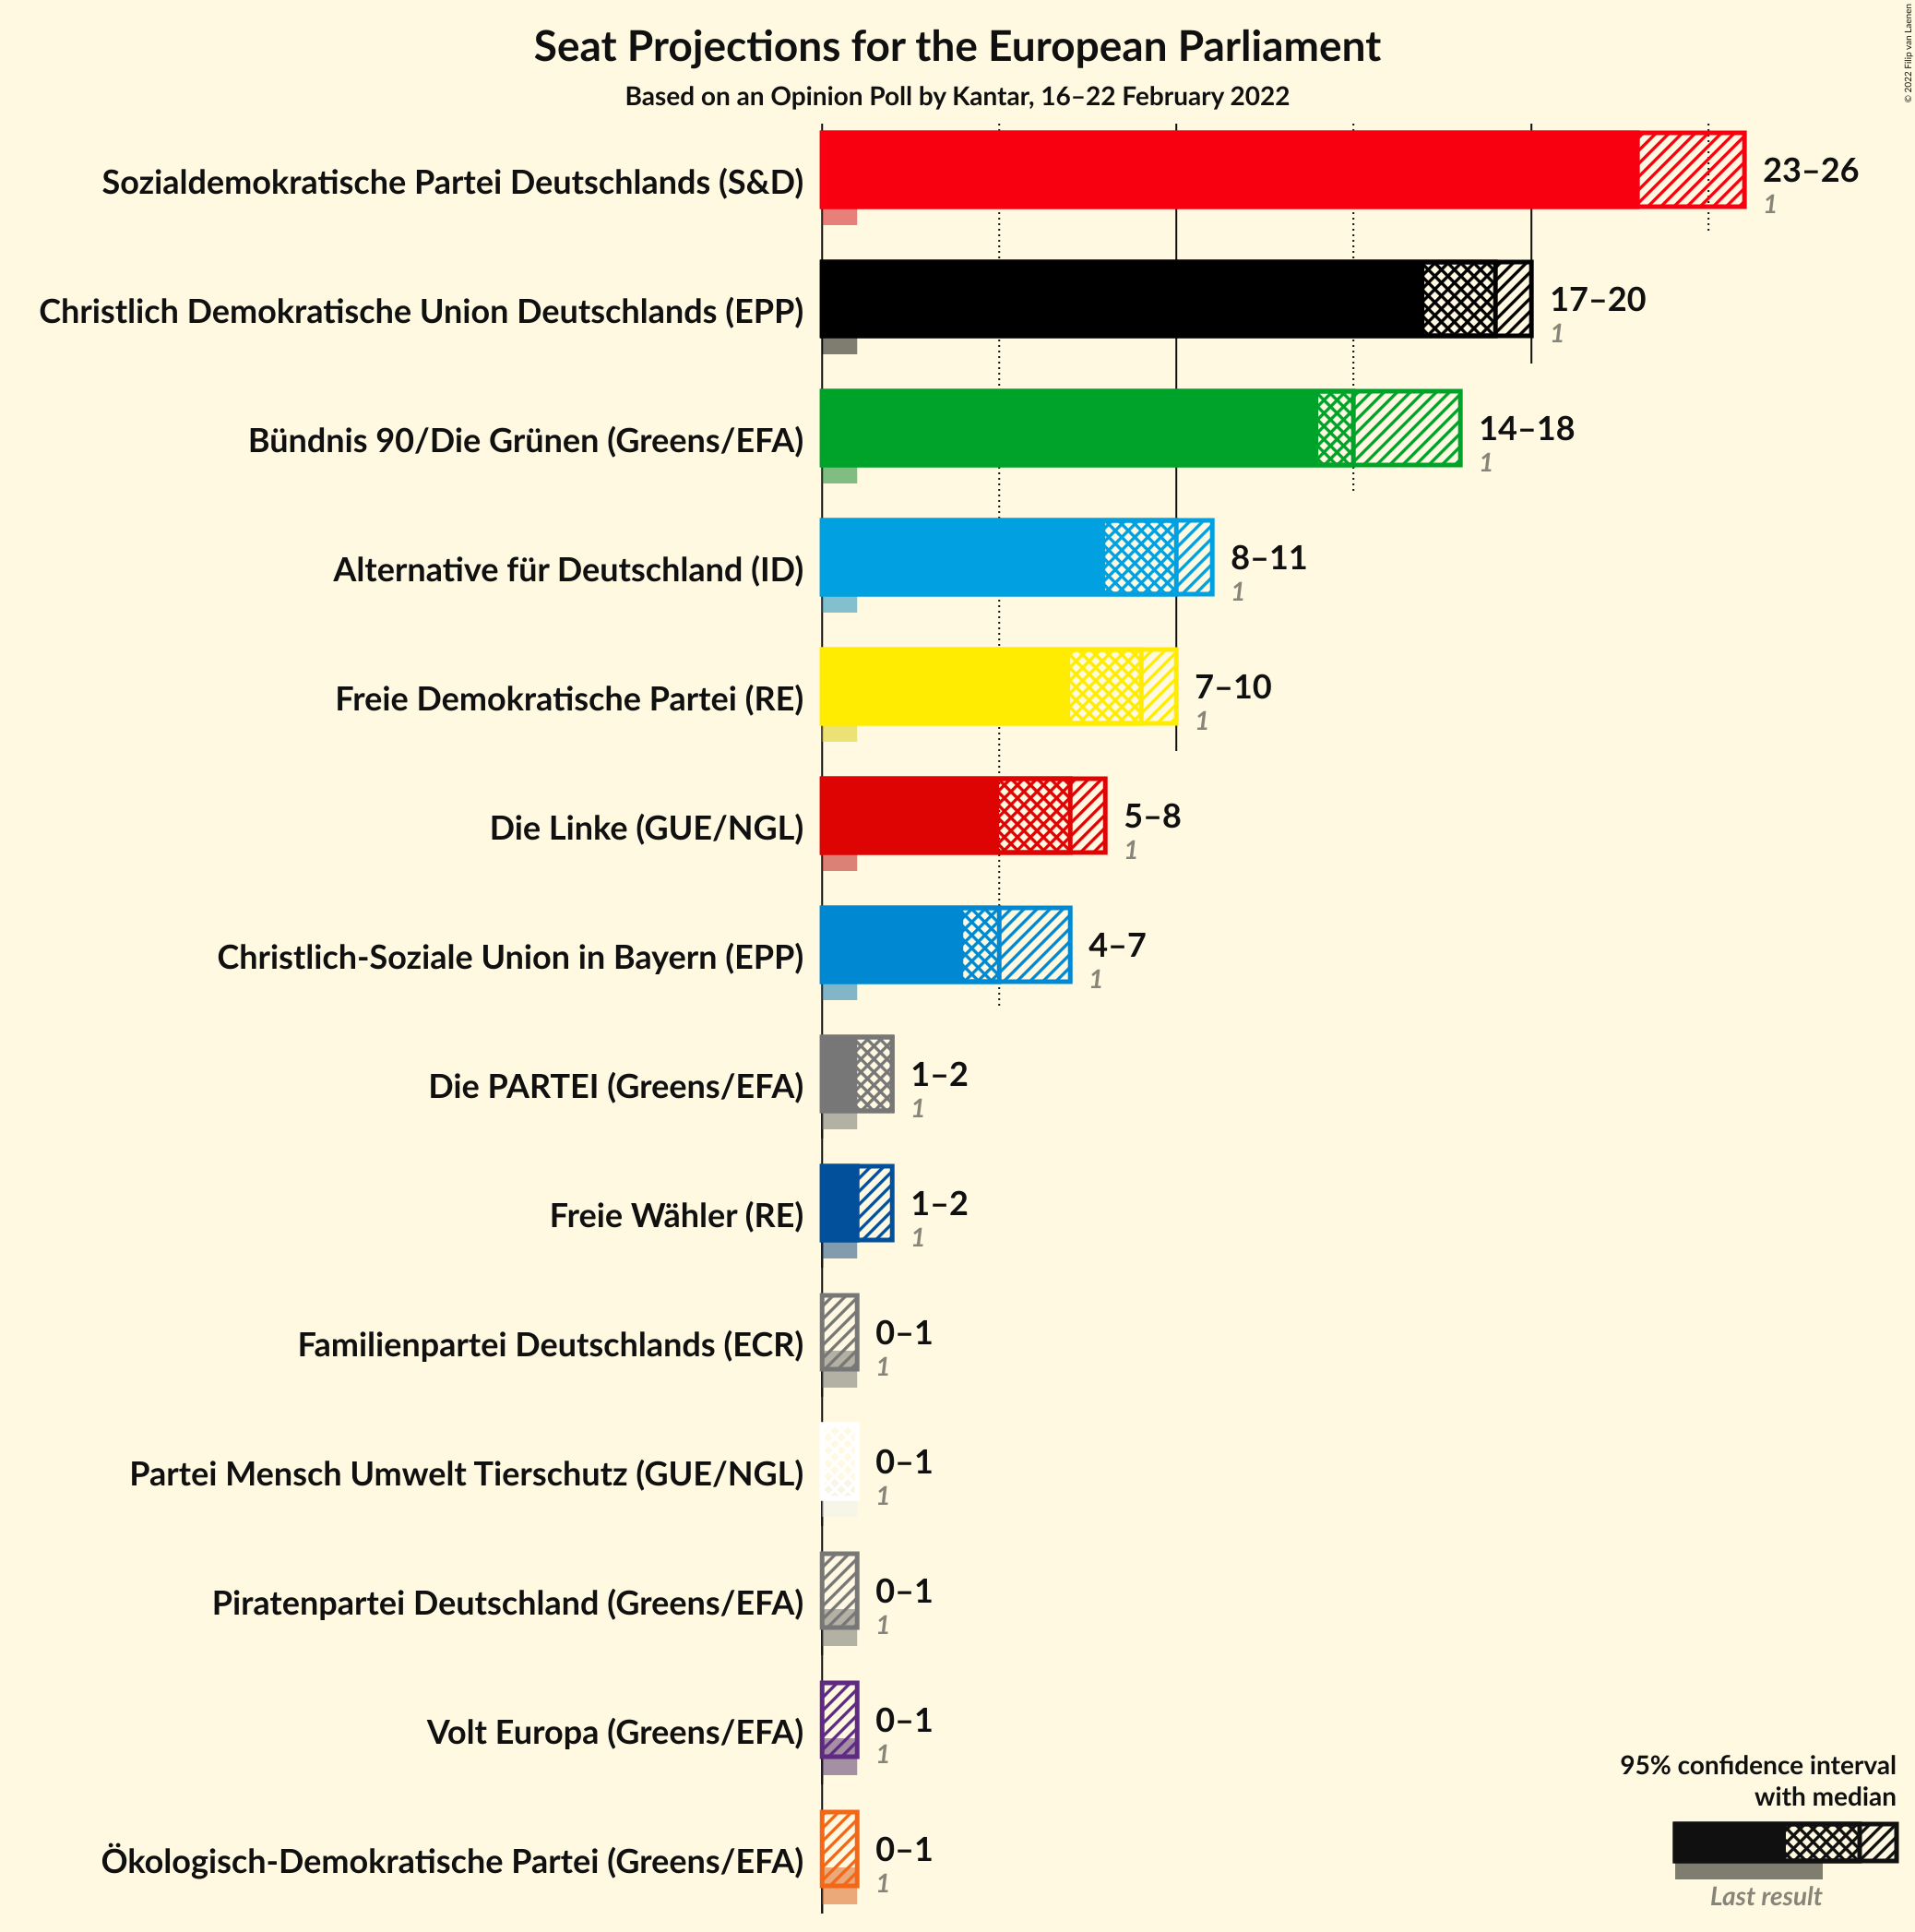 Seat Projections for the European Parliament
Based on an Opinion Poll by Kantar, 16–22 February 2022
© 2022 Filip van Laenen
Sozialdemokratische Partei Deutschlands (S&D)
23–26
1
Christlich Demokratische Union Deutschlands (EPP)
17–20
1
Bündnis 90/Die Grünen (Greens/EFA)
14–18
1
Alternative für Deutschland (ID)
8–11
1
Freie Demokratische Partei (RE)
7–10
1
Die Linke (GUE/NGL)
5–8
1
Christlich-Soziale Union in Bayern (EPP)
4–7
1
Die PARTEI (Greens/EFA)
1–2
1
Freie Wähler (RE)
1–2
1
Familienpartei Deutschlands (ECR)
0–1
1
Partei Mensch Umwelt Tierschutz (GUE/NGL)
0–1
1
Piratenpartei Deutschland (Greens/EFA)
0–1
1
Volt Europa (Greens/EFA)
0–1
1
Ökologisch-Demokratische Partei (Greens/EFA)
0–1
1
95% confidence interval
with median
Last result